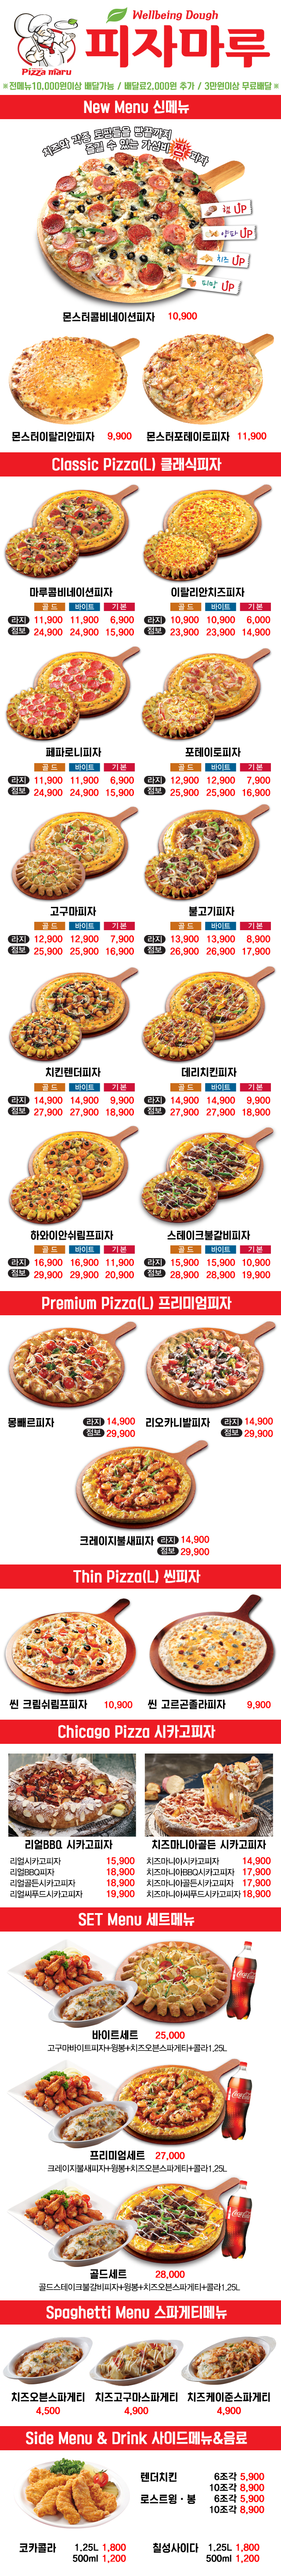 Wellbeing Dough
피자마루
Pizza maru
※전메뉴10,000원이상 배달가능 / 배달료2,000원 추가 / 3만원이상 무료배달※
New Menu 신메뉴
치즈와 각종 토핑들을 빵끝까지
즐길 수 있는 가성비짱피자
햄 UP
양파 UP
치즈 UP
피망 UP
몬스터콤비네이션피자 10,900
몬스터이탈리안피자 9,900 몬스터포테이토피자 11,900
Classic Pizza(L) 클래식피자
마루콤비네이션피자 이탈리안치즈피자
골드 바이트 기본 골드 바이트 기본
라지 11,900 11,900 6,900 라지 10,900 10,900 6,000
점보 24,900 24,900 15,900 점보 23,900 23,900 14,900
페파로니피자 포테이토피자
골드 바이트 기본 골드 바이트 기본
라지 11,900 11,900 6,900 라지 12,900 12,900 7,900
점보 24,900 24,900 15,900 점보 25,900 25,900 16,900
고구마피자 불고기피자
골드 바이트 기본 골드 바이트 기본
라지 12,900 12,900 7,900 라지 13,900 13,900 8,900
점보 25,900 25,900 16,900 점보 26,900 26,900 17,900
치킨텐더피자 데리치킨피자
골드 바이트 기본 골드 바이트 기본
라지 14,900 14,900 9,900 라지 14,900 14,900 9,900
점보 27,900 27,900 18,900 점보 27,900 27,900 18,900
하와이안쉬림프피자 스테이크불갈비피자
골드 바이트 기본 골드 바이트 기본
라지 16,900 16,900 11,900 라지 15,900 15,900 10,900
점보 29,900 29,900 20,900 점보 28,900 28,900 19,900
Premium Pizza(L) 프리미엄피자
몽빼르피자 라지 14,900 리오카니발피자 라지 14,900
점보 29,900 점보 29,900
크레이지불새피자 라지 14,900
점보 29,900
Thin Pizza(L) 씬피자
씬 크림쉬림프피자 10,900 씬 고르곤졸라피자 9,900
Chicago Pizza 시카고피자
리얼BBQ 시카고피자 치즈마니아골든 시카고피자
리얼시카고피자 15,900 치즈마니아시카고피자 14,900
리얼BBQ피자 18,900 치즈마니아BBQ시카고피자 17,900
리얼골든시카고피자 18,900 치즈마니아골든시카고피자 17,900
리얼씨푸드시카고피자 19,900 치즈마니아씨푸드시카고피자 18,900
SET Menu 세트메뉴
Coca-Cola
바이트세트 25,000
고구마바이트피자+윙봉+치즈오븐스파게티+콜라1.25L
Coca-Cola
프리미엄세트 27,000
크레이지불새피자+윙봉+치즈오븐스파게티+콜라1.25L
Coca-Cola
골드세트 28,000
골드스테이크불갈비피자+윙봉+치즈오븐스파게티+콜라1.25L
Spaghetti Menu 스파게티메뉴
치즈오븐스파게티 치즈고구마스파게티 치즈케이준스파게티
4,500 4,900 4,900
Side Menu & Drink 사이드메뉴&음료
텐더치킨 6조각 5,900
10조각 8,900
로스트윙·봉 6조각 5,900
10조각 8,900
코카콜라 1.25L 1,800 칠성사이다 1.25L 1,800
500ml 1,200 500ml 1,200